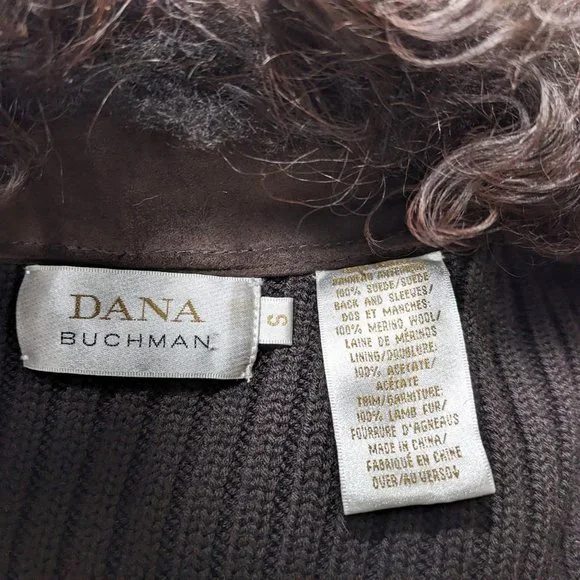 DANA
BUCHMAN
S
100% SUEDE/SUEDE
BACK AND SLEEVES/
DOS ET MANCHES:
100% MERINO WOOL/
LAINE DE MÉRINOS
LINING/DOUBLURE:
100% ACETATE/
ACÉTATE
TRIM/GARNITURE:
100% LAMB FUR/
FOURRURE D'AGNEAUS
MADE IN CHINA/
FABRIQUÉ EN CHINE
OVER/AU VERSO↓